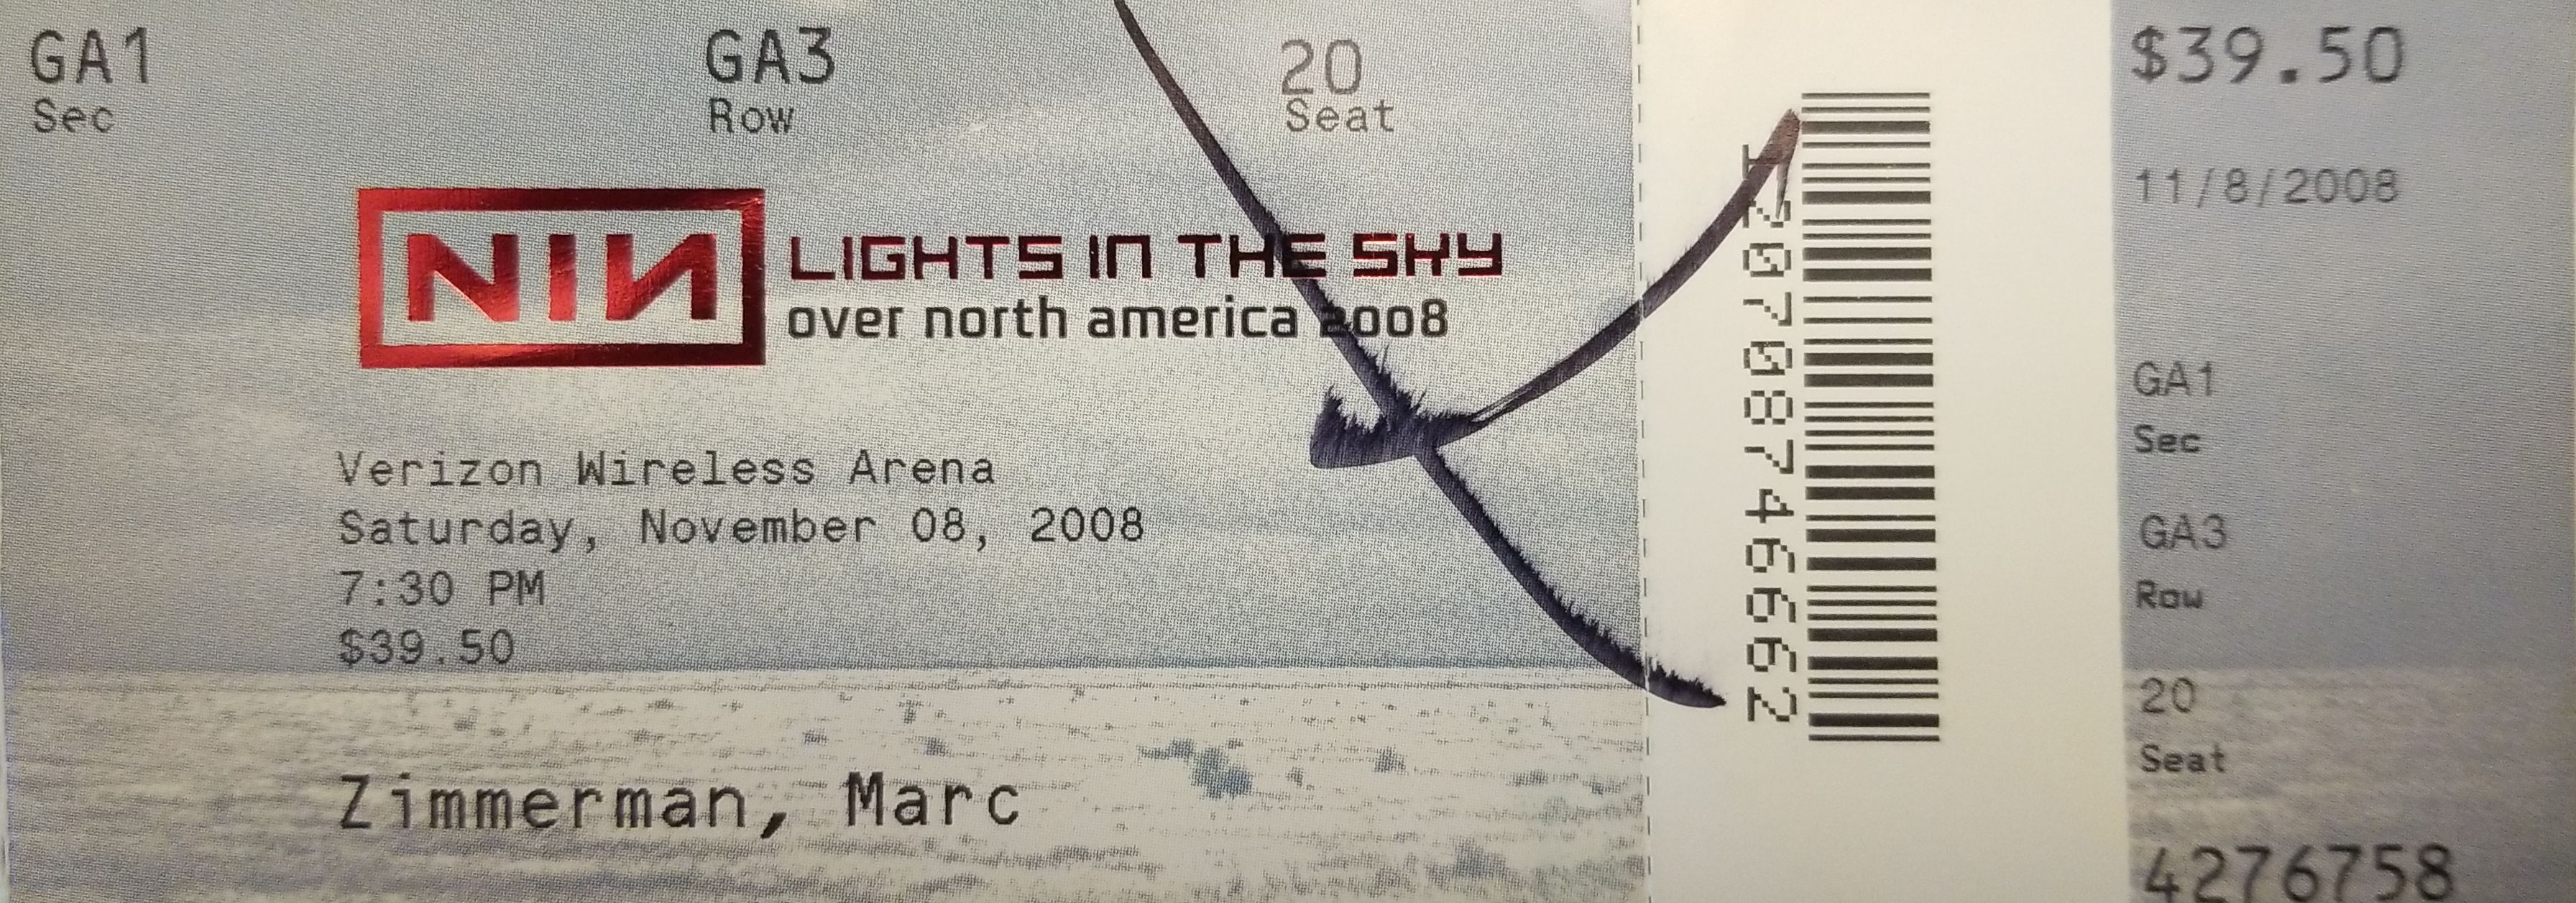 GA1 GA3 20
Sec Row Seat
NIN LIGHTS IN THE SKY
over north america 2008
Verizon Wireless Arena
Saturday, November 08, 2008
7:30 PM
$39.50
Zimmerman, Marc
120708746662
$39.50
11/8/2008
GA1
Sec
GA3
Row
20
Seat
4276758